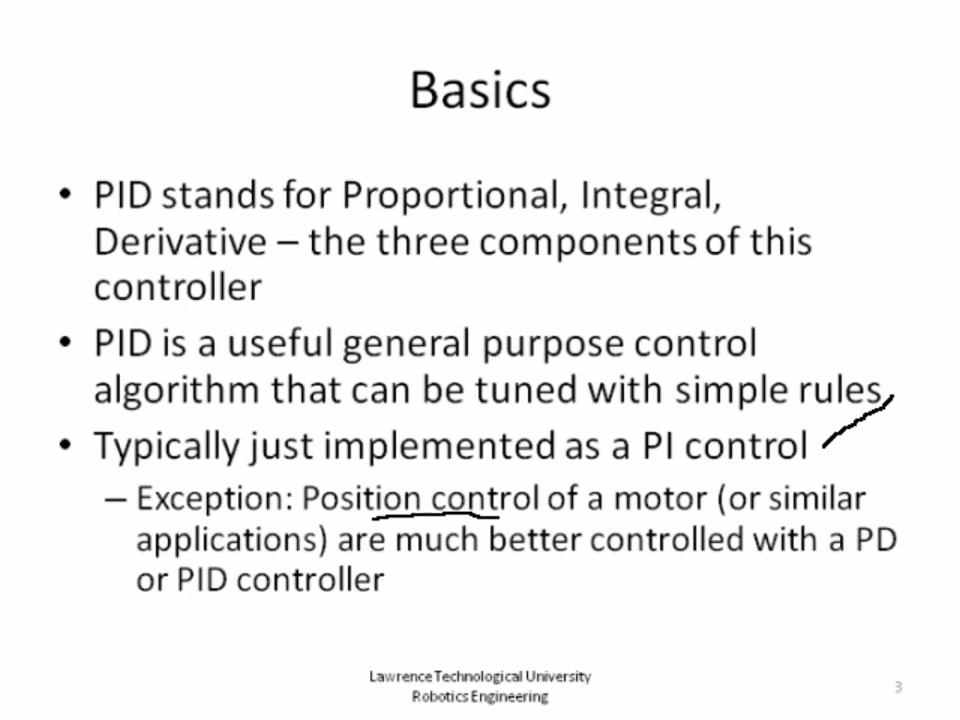 Basics
• PID stands for Proportional, Integral,
Derivative – the three components of this
controller
• PID is a useful general purpose control
algorithm that can be tuned with simple rules
• Typically just implemented as a PI control
– Exception: Position control of a motor (or similar
applications) are much better controlled with a PD
or PID controller
Lawrence Technological University
Robotics Engineering
3